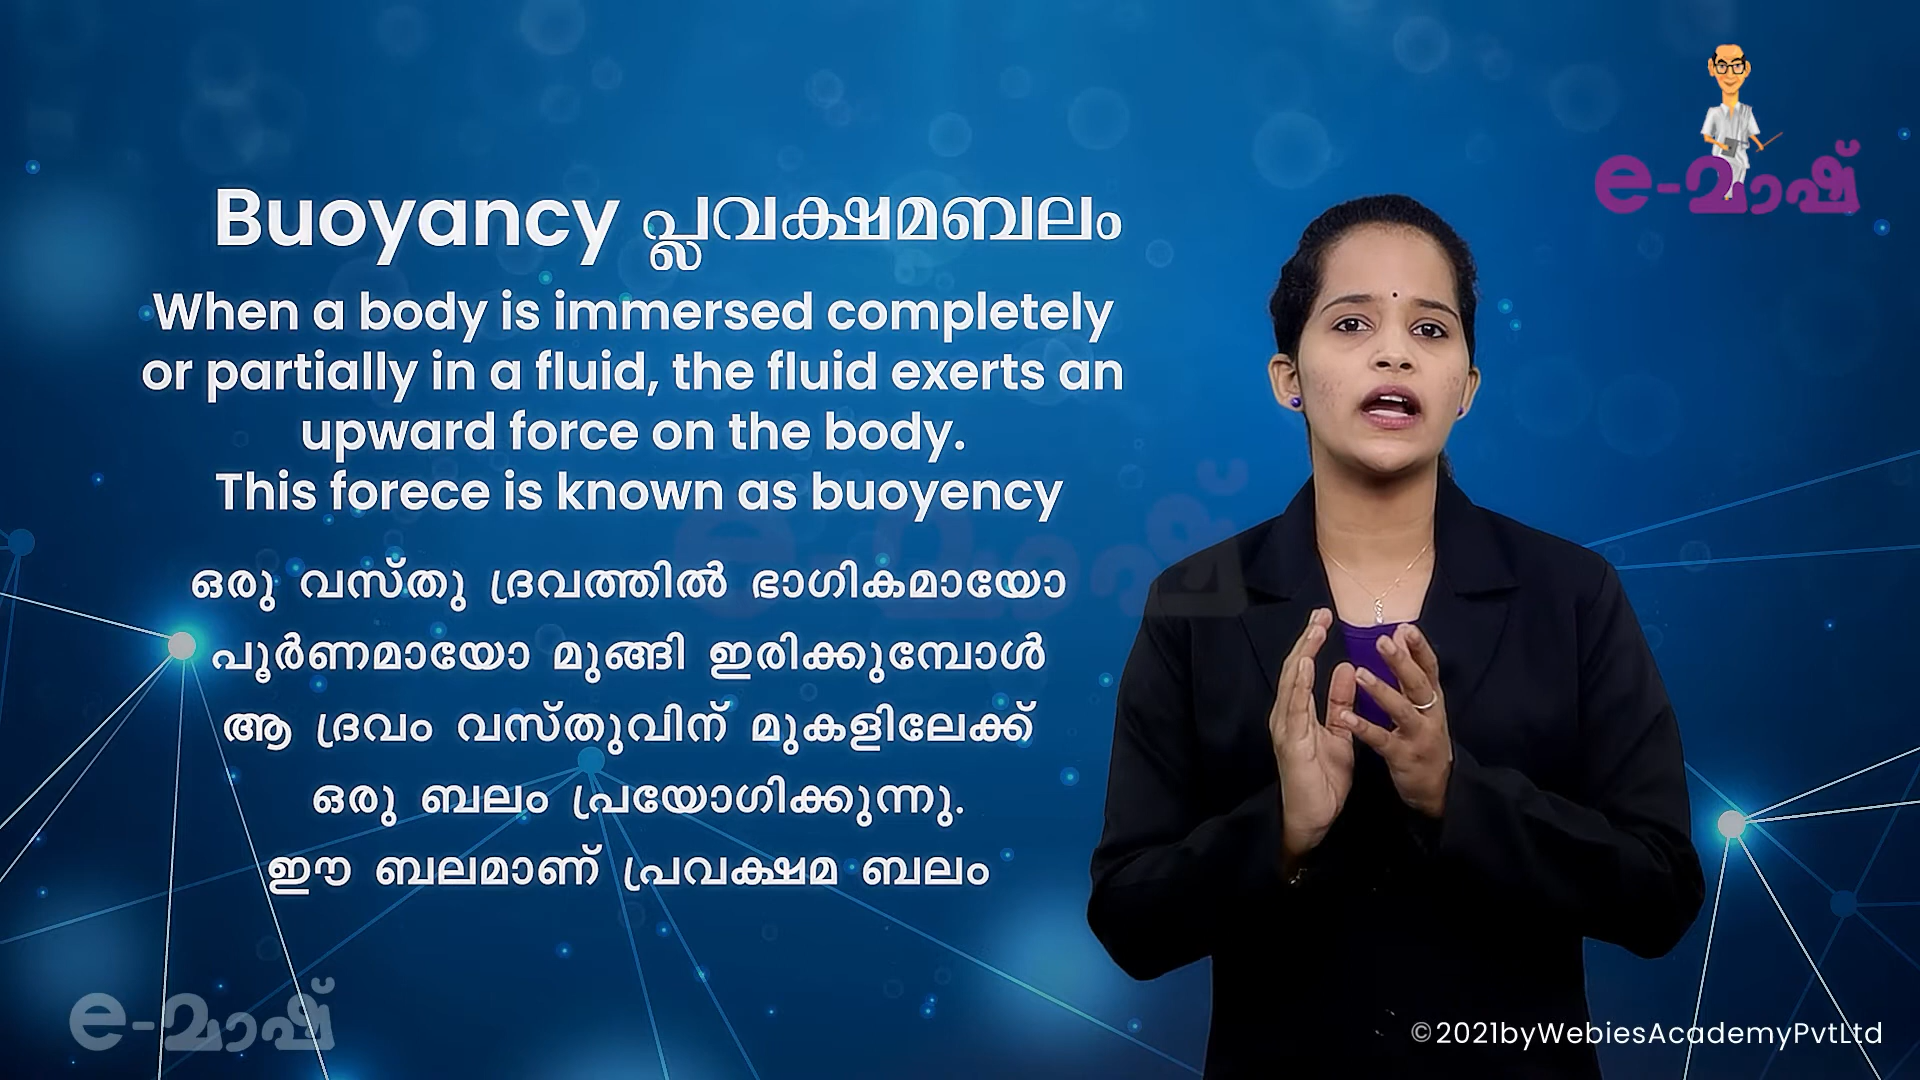 e-മാഷ്
Buoyancy പ്ലവക്ഷമബലം
When a body is immersed completely
or partially in a fluid, the fluid exerts an
upward force on the body.
This forece is known as buoyency
ഒരു വസ്തു ദ്രവത്തിൽ ഭാഗികമായോ
പൂർണമായോ മുങ്ങി ഇരിക്കുമ്പോൾ
ആ ദ്രവം വസ്തുവിന് മുകളിലേക്ക്
ഒരു ബലം പ്രയോഗിക്കുന്നു.
ഈ ബലമാണ് പ്രവക്ഷമ ബലം
e-മാഷ്
e-മാഷ്
©2021byWebiesAcademyPvtLtd